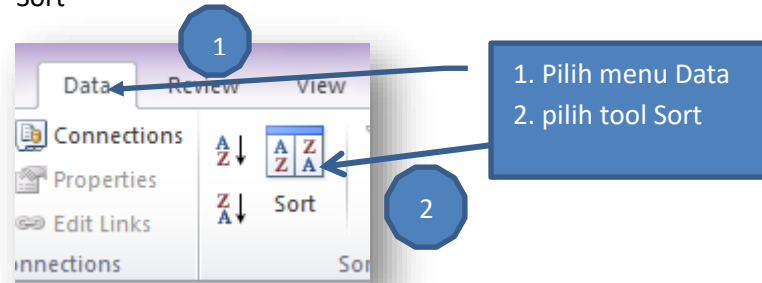 Sort
1
Data Review View
1. Pilih menu Data
2. pilih tool Sort
Connections
Properties
Edit Links
A Z
Z A
A Z
Z A
Sort
2
nnections
Sor